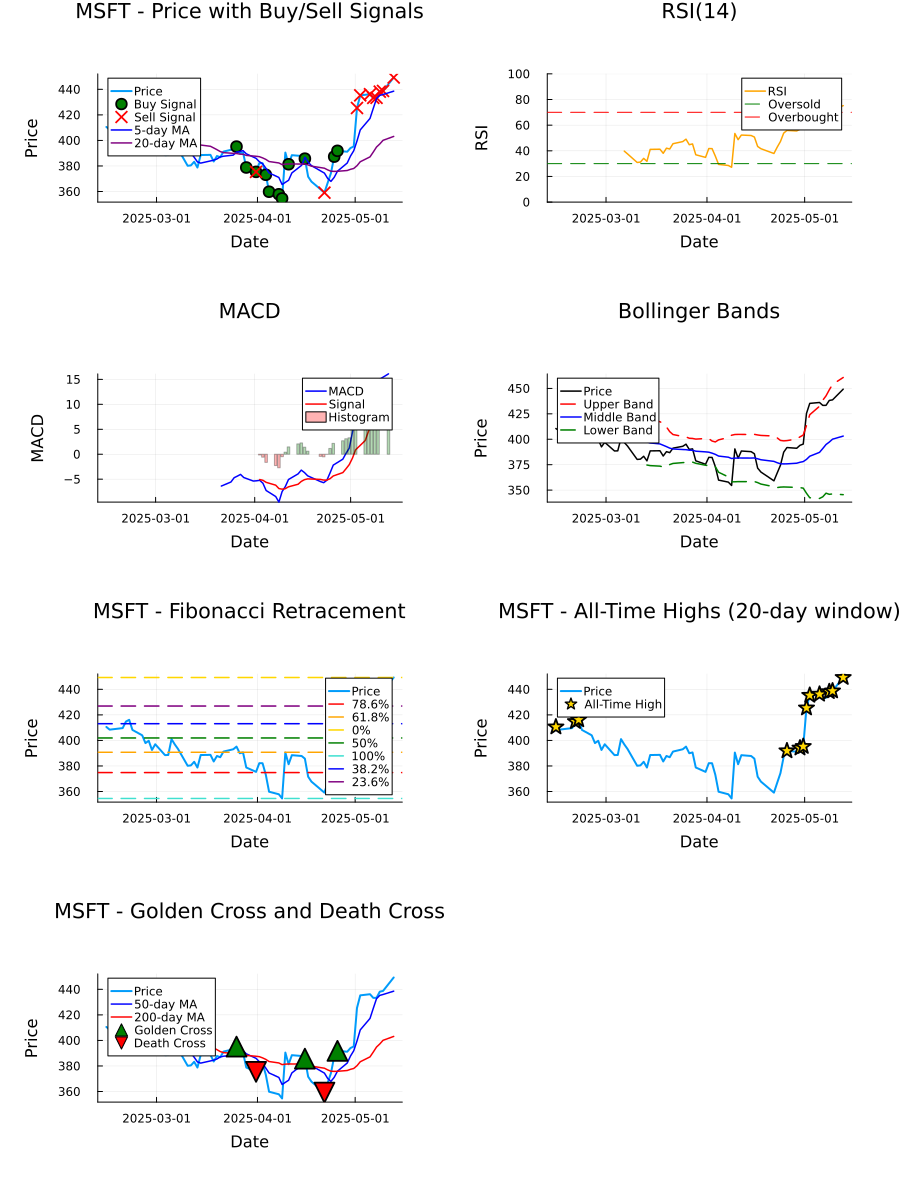 MSFT - Price with Buy/Sell Signals
Price
440
420
400
380
360
Price
Buy Signal
Sell Signal
5-day MA
20-day MA
2025-03-01
2025-04-01
2025-05-01
Date
RSI(14)
RSI
100
80
60
40
20
0
RSI
Oversold
Overbought
2025-03-01
2025-04-01
2025-05-01
Date
MACD
MACD
15
10
5
0
−5
MACD
Signal
Histogram
2025-03-01
2025-04-01
2025-05-01
Date
Bollinger Bands
Price
450
425
400
375
350
Price
Upper Band
Middle Band
Lower Band
2025-03-01
2025-04-01
2025-05-01
Date
MSFT - Fibonacci Retracement
Price
440
420
400
380
360
Price
78.6%
61.8%
0%
50%
100%
38.2%
23.6%
2025-03-01
2025-04-01
2025-05-01
Date
MSFT - All-Time Highs (20-day window)
Price
440
420
400
380
360
Price
All-Time High
2025-03-01
2025-04-01
2025-05-01
Date
MSFT - Golden Cross and Death Cross
Price
440
420
400
380
360
Price
50-day MA
200-day MA
Golden Cross
Death Cross
2025-03-01
2025-04-01
2025-05-01
Date